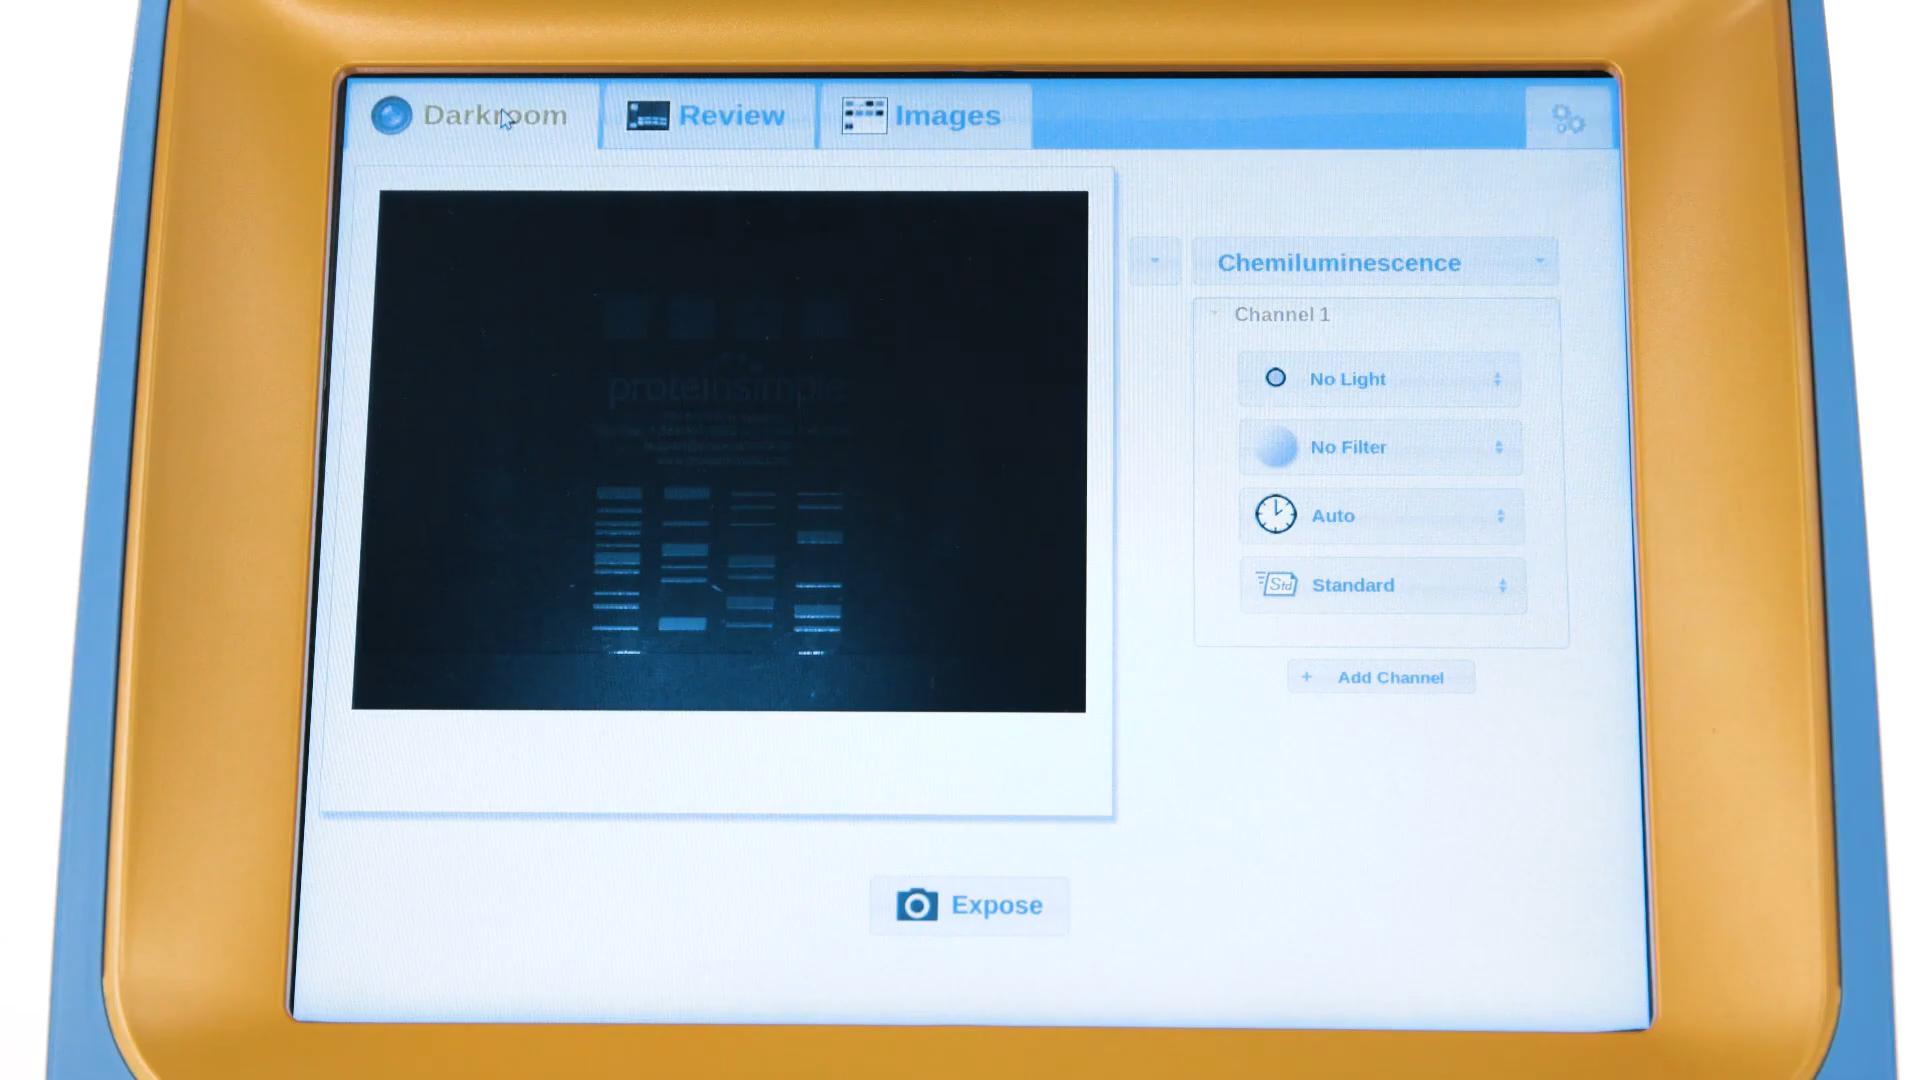 Darkroom
Review
Images
Chemiluminescence
Channel 1
No Light
No Filter
Auto
Std
Standard
+ Add Channel
proteinsimple
Expose